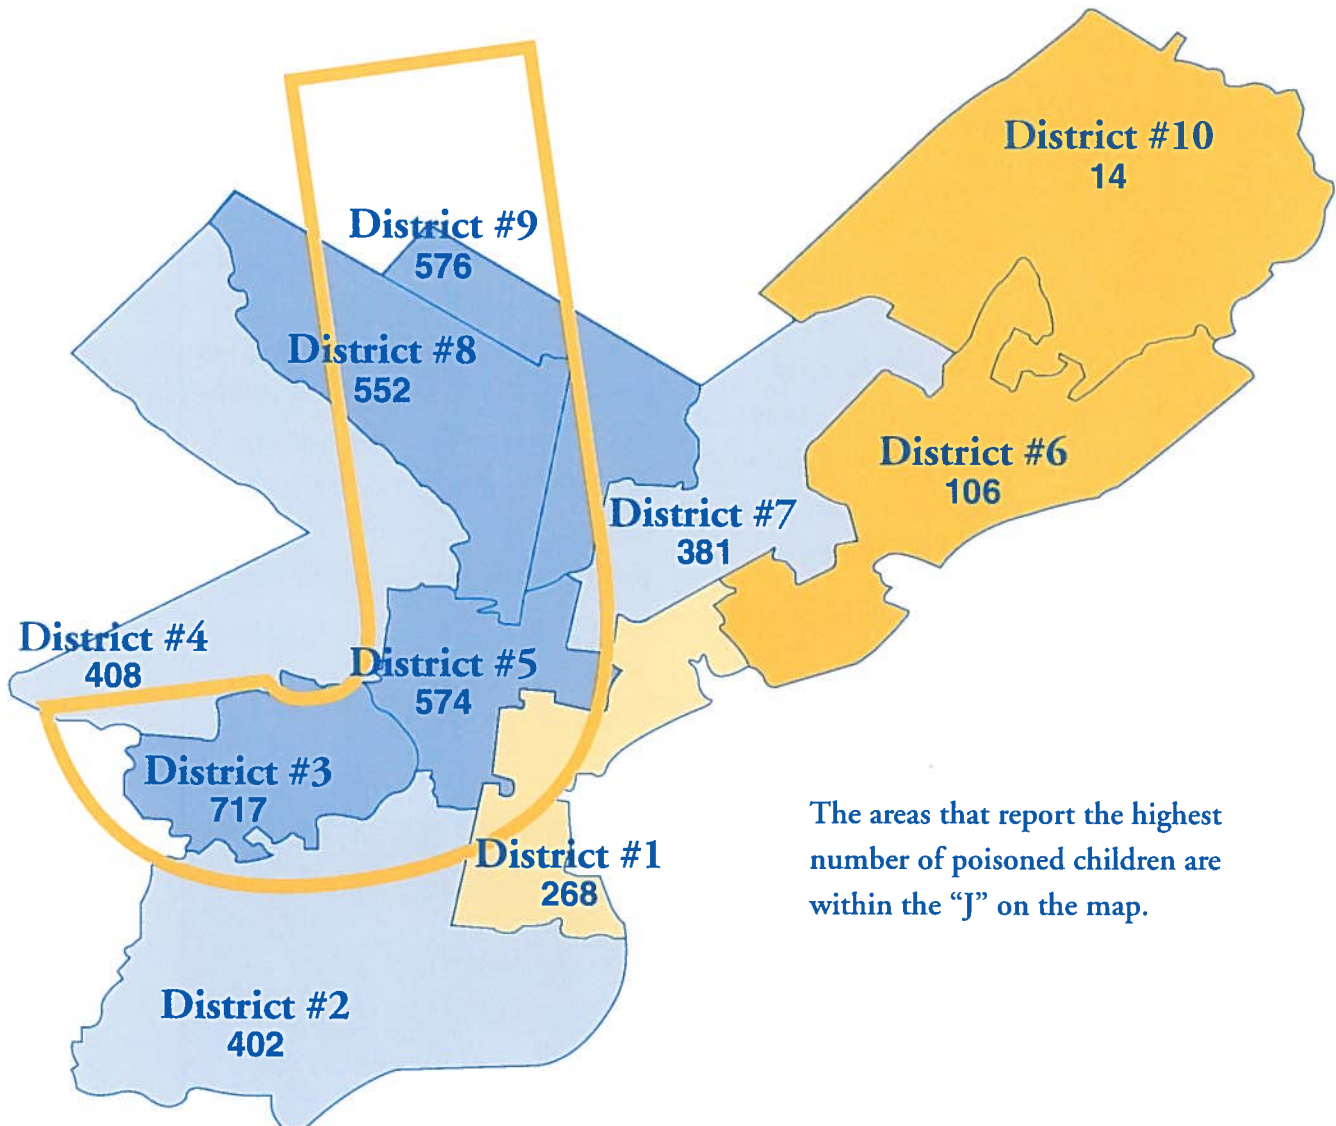 District #10
14
District #9
576
District #8
552
District #6
106
District #7
381
District #4
408
District #5
574
District #3
717
The areas that report the highest
number of poisoned children are
within the “J” on the map.
District #1
268
District #2
402